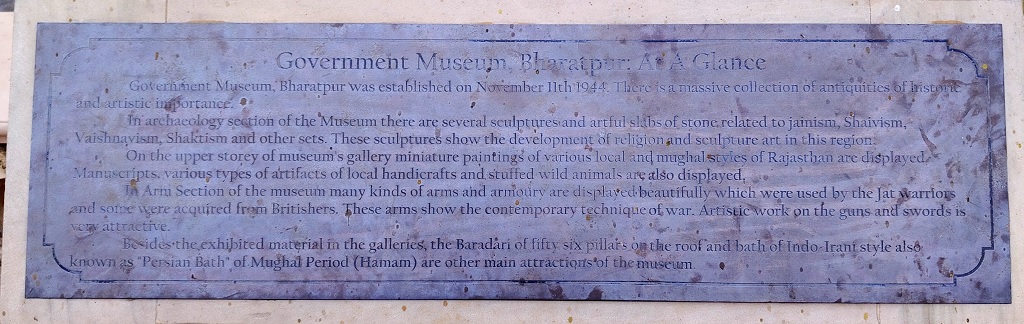 Government Museum, Bharatpur: At A Glance
Government Museum, Bharatpur was established on November 11th 1944. There is a massive collection of antiquities of historic
and artistic importance.
In archaeology section of the Museum there are several sculptures and artful slabs of stone related to jainism, Shaivism,
Vaishnavism, Shaktism and other sets. These sculptures show the development of religion and sculpture art in this region.
On the upper storey of museum's gallery miniature paintings of various local and mughal styles of Rajasthan are displayed.
Manuscripts, various types of artifacts of local handicrafts and stuffed wild animals are also displayed.
In Arm Section of the museum many kinds of arms and armoury are displayed beautifully which were used by the Jat warriors
and some were acquired from Britishers. These arms show the contemporary technique of war. Artistic work on the guns and swords is
very attractive.
Besides the exhibited material in the galleries, the Baradari of fifty six pillars on the roof and bath of Indo-Irani style also
known as "Persian Bath" of Mughal Period (Hamam) are other main attractions of the museum.